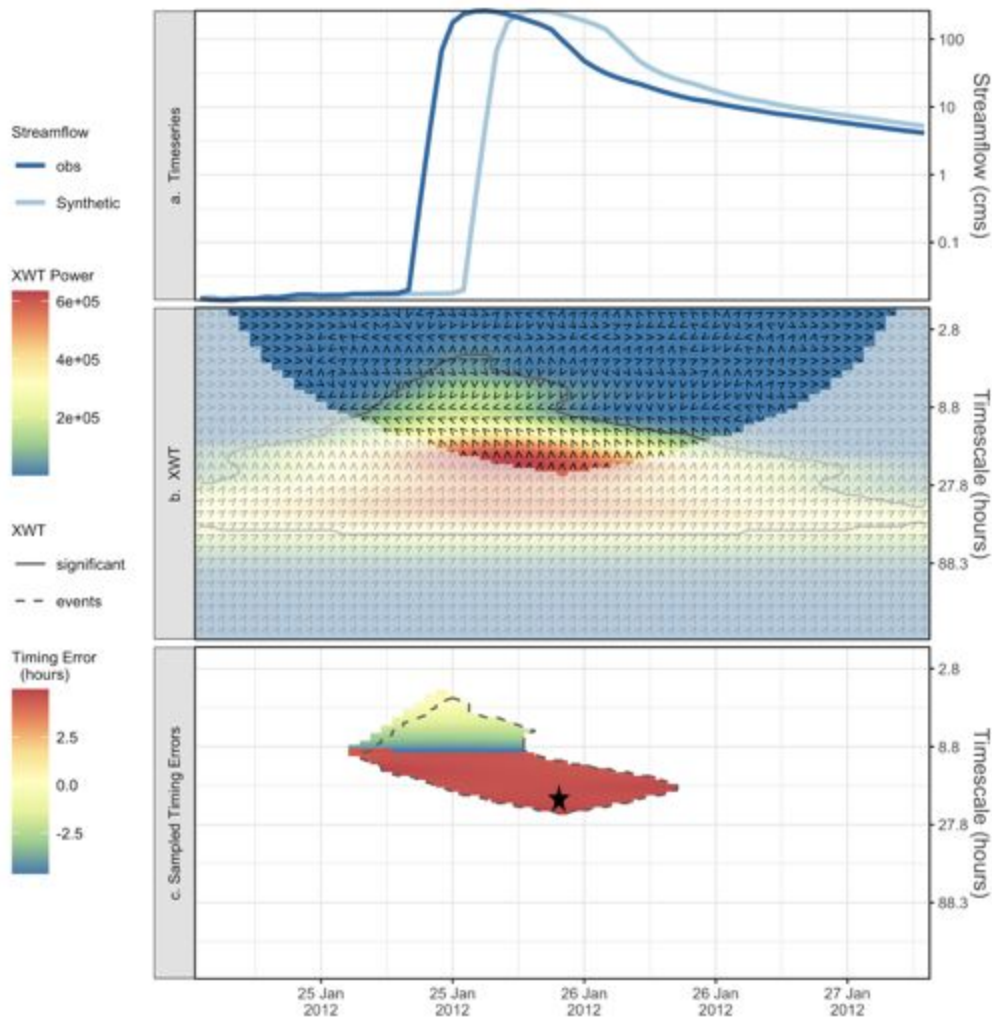 Streamflow
obs
Synthetic
XWT Power
6e+05
4e+05
2e+05
XWT
significant
events
Timing Error
(hours)
2.5
0.0
-2.5
a. Timeseries
100
10
1
0.1
Streamflow (cms)
b. XWT
2.8
8.8
27.8
88.3
Timescale (hours)
c. Sampled Timing Errors
2.8
8.8
27.8
88.3
Timescale (hours)
25 Jan
2012
25 Jan
2012
26 Jan
2012
26 Jan
2012
27 Jan
2012